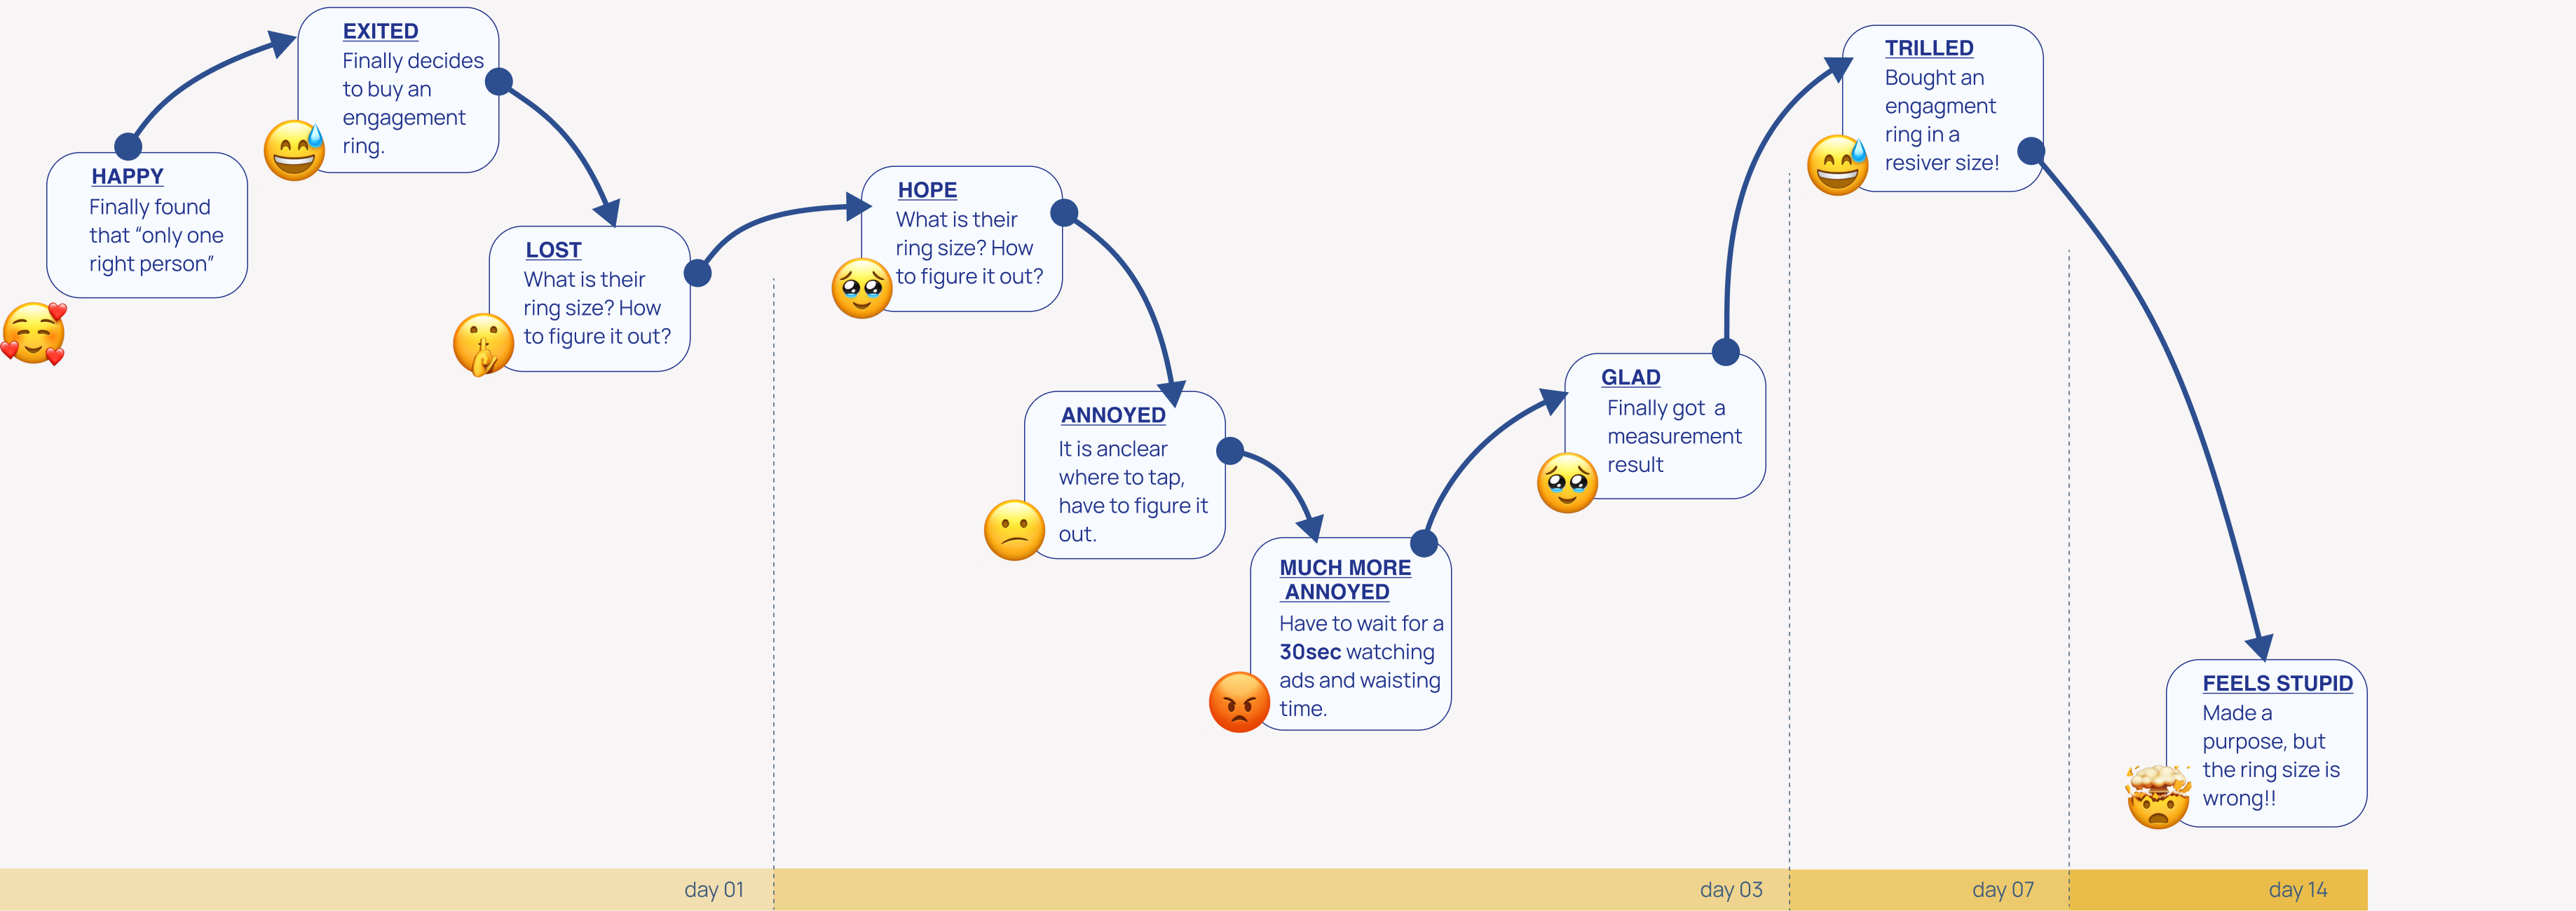 HAPPY
Finally found
that “only one
right person”
EXITED
Finally decides
to buy an
engagement
ring.
LOST
What is their
ring size? How
to figure it out?
HOPE
What is their
ring size? How
to figure it out?
ANNOYED
It is anclear
where to tap,
have to figure it
out.
MUCH MORE
ANNOYED
Have to wait for a
30sec watching
ads and waisting
time.
GLAD
Finally got a
measurement
result
TRILLED
Bought an
engagment
ring in a
resiver size!
FEELS STUPID
Made a
purpose, but
the ring size is
wrong!!
day 01
day 03
day 07
day 14